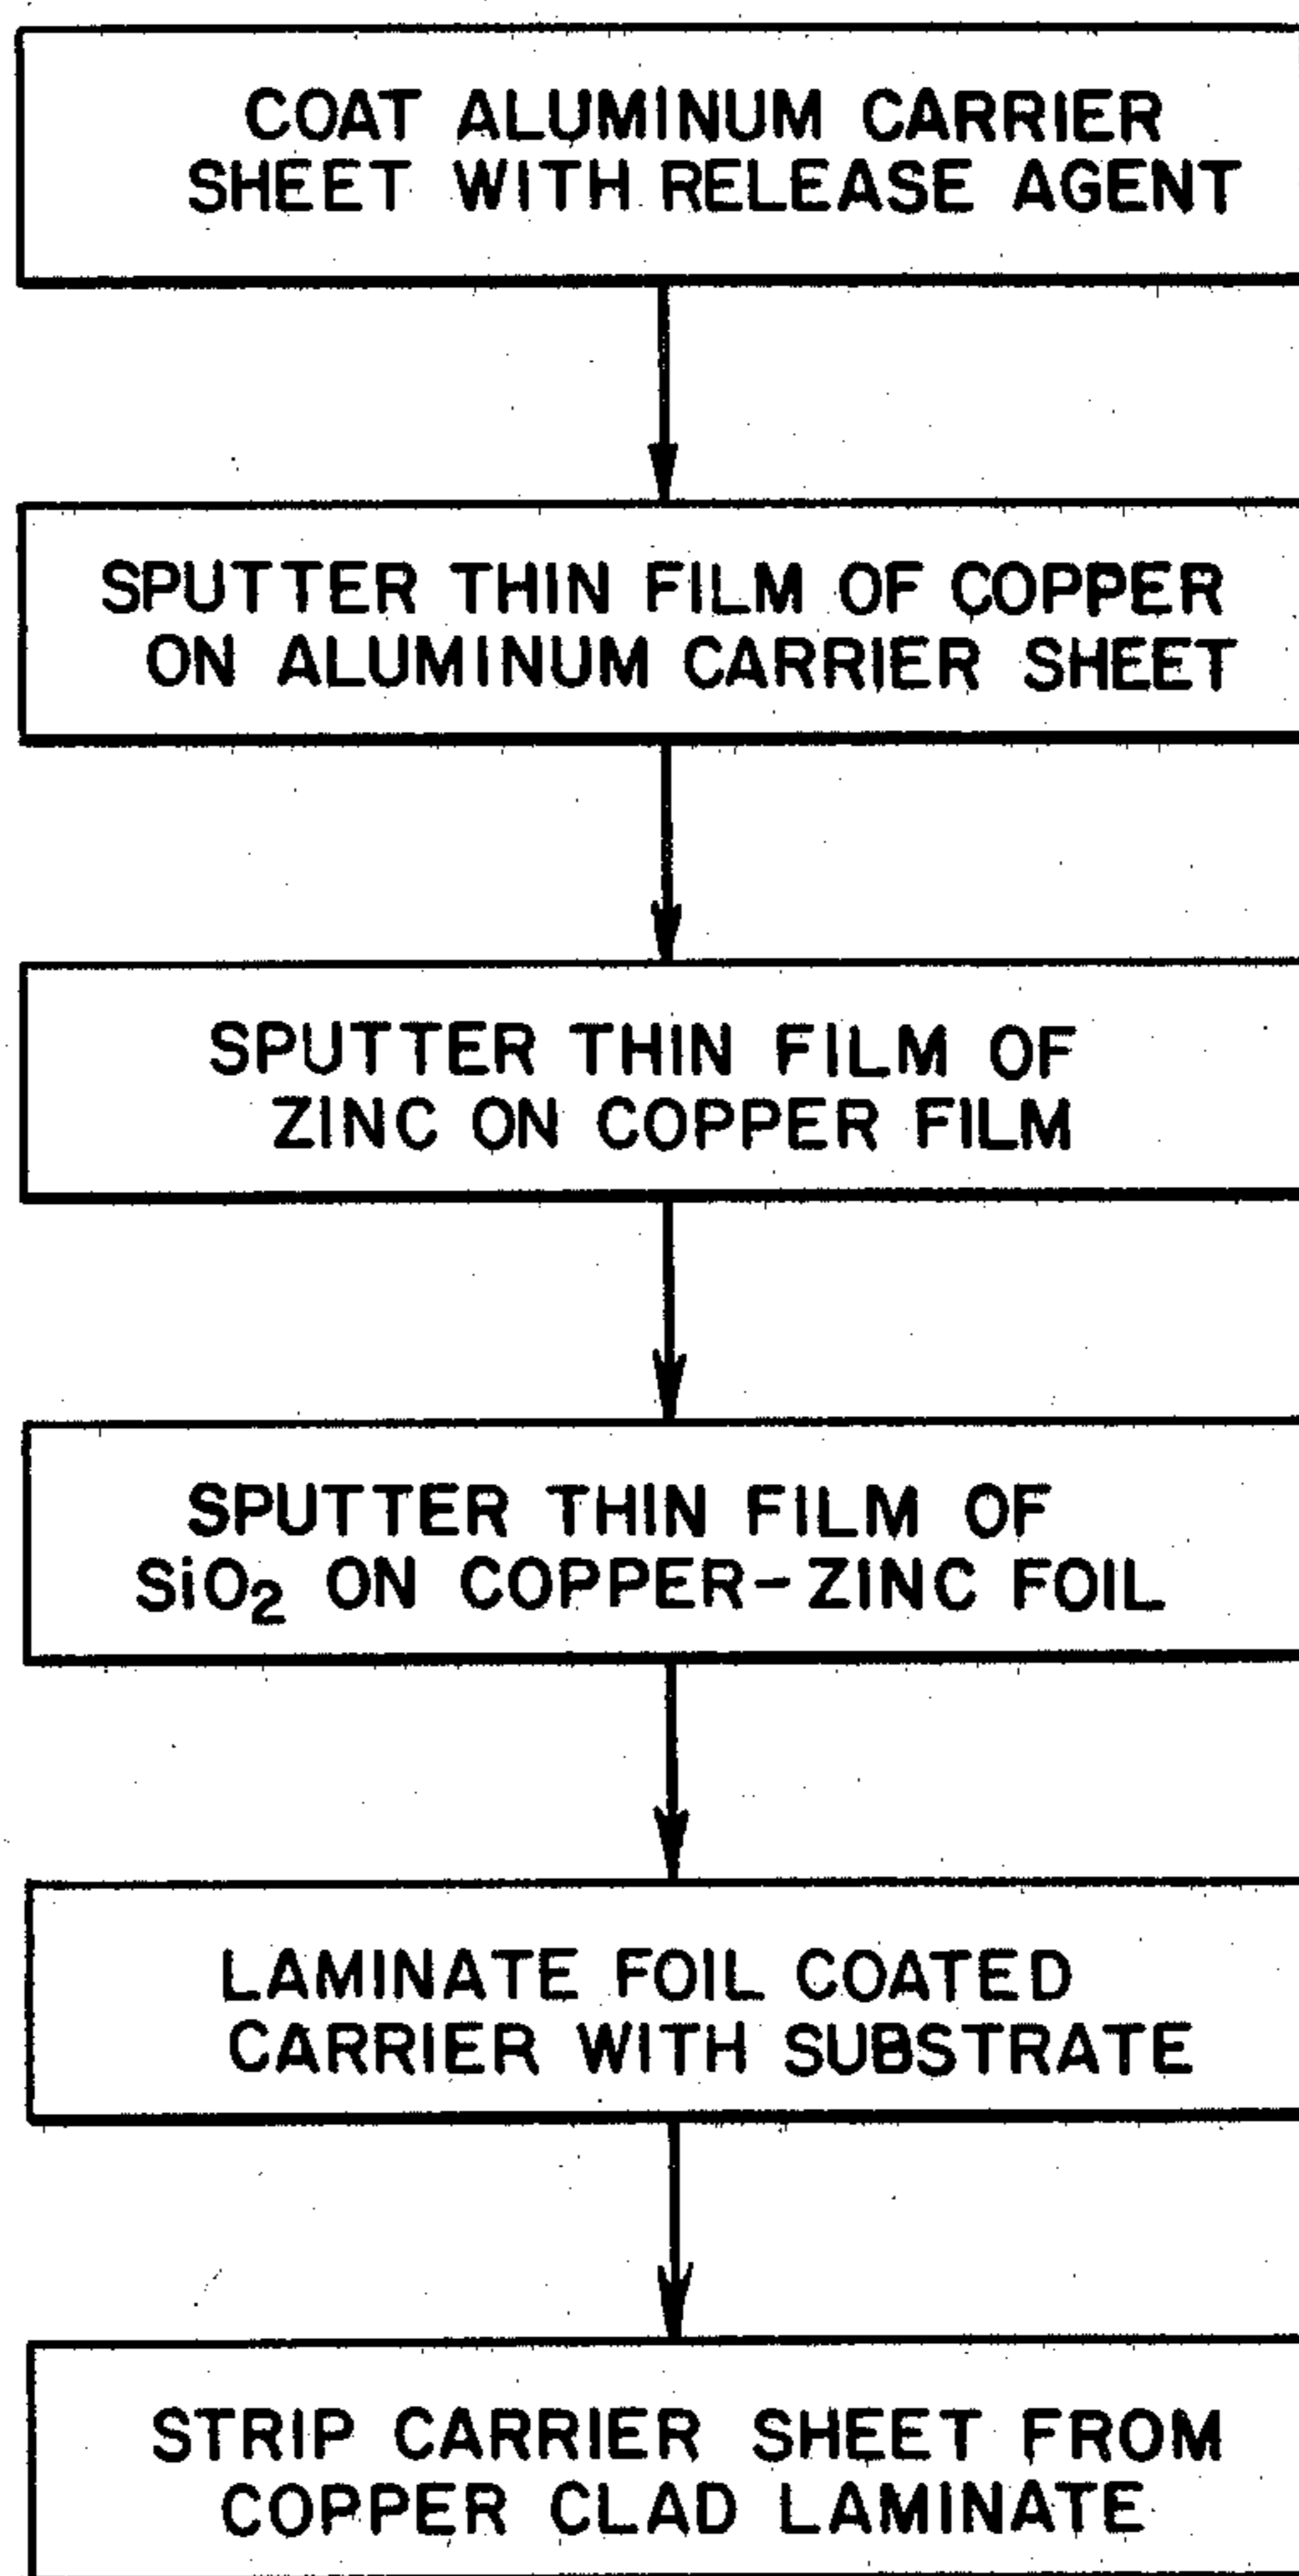 COAT ALUMINUM CARRIER
SHEET WITH RELEASE AGENT
SPUTTER THIN FILM OF COPPER
ON ALUMINUM CARRIER SHEET
SPUTTER THIN FILM OF
ZINC ON COPPER FILM
SPUTTER THIN FILM OF
SiO₂ ON COPPER-ZINC FOIL
LAMINATE FOIL COATED
CARRIER WITH SUBSTRATE
STRIP CARRIER SHEET FROM
COPPER CLAD LAMINATE